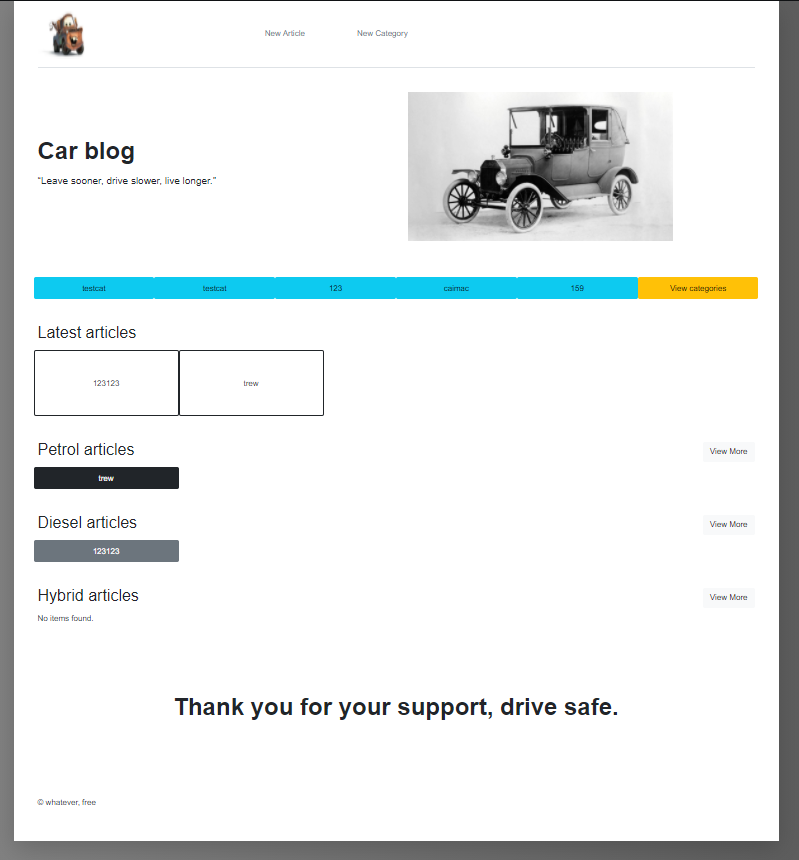 New Article New Category
Car blog
"Leave sooner, drive slower, live longer."
testcat testcat 123 caimac 159 View categories
Latest articles
123123 trew
Petrol articles View More
trew
Diesel articles View More
123123
Hybrid articles View More
No items found.
Thank you for your support, drive safe.
© whatever, free